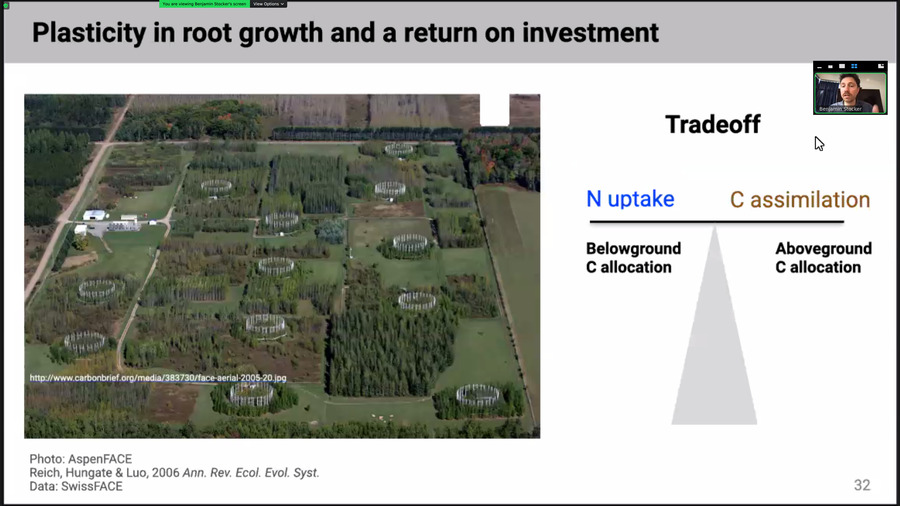 You are viewing Benjamin Stocker's screen
View Options
Plasticity in root growth and a return on investment
Benjamin Stocker
Tradeoff
N uptake
C assimilation
Belowground
C allocation
Aboveground
C allocation
http://www.carbonbrief.org/media/383730/face-aerial-2005-20.jpg
Photo: AspenFACE
Reich, Hungate & Luo, 2006 Ann. Rev. Ecol. Evol. Syst.
Data: SwissFACE
32